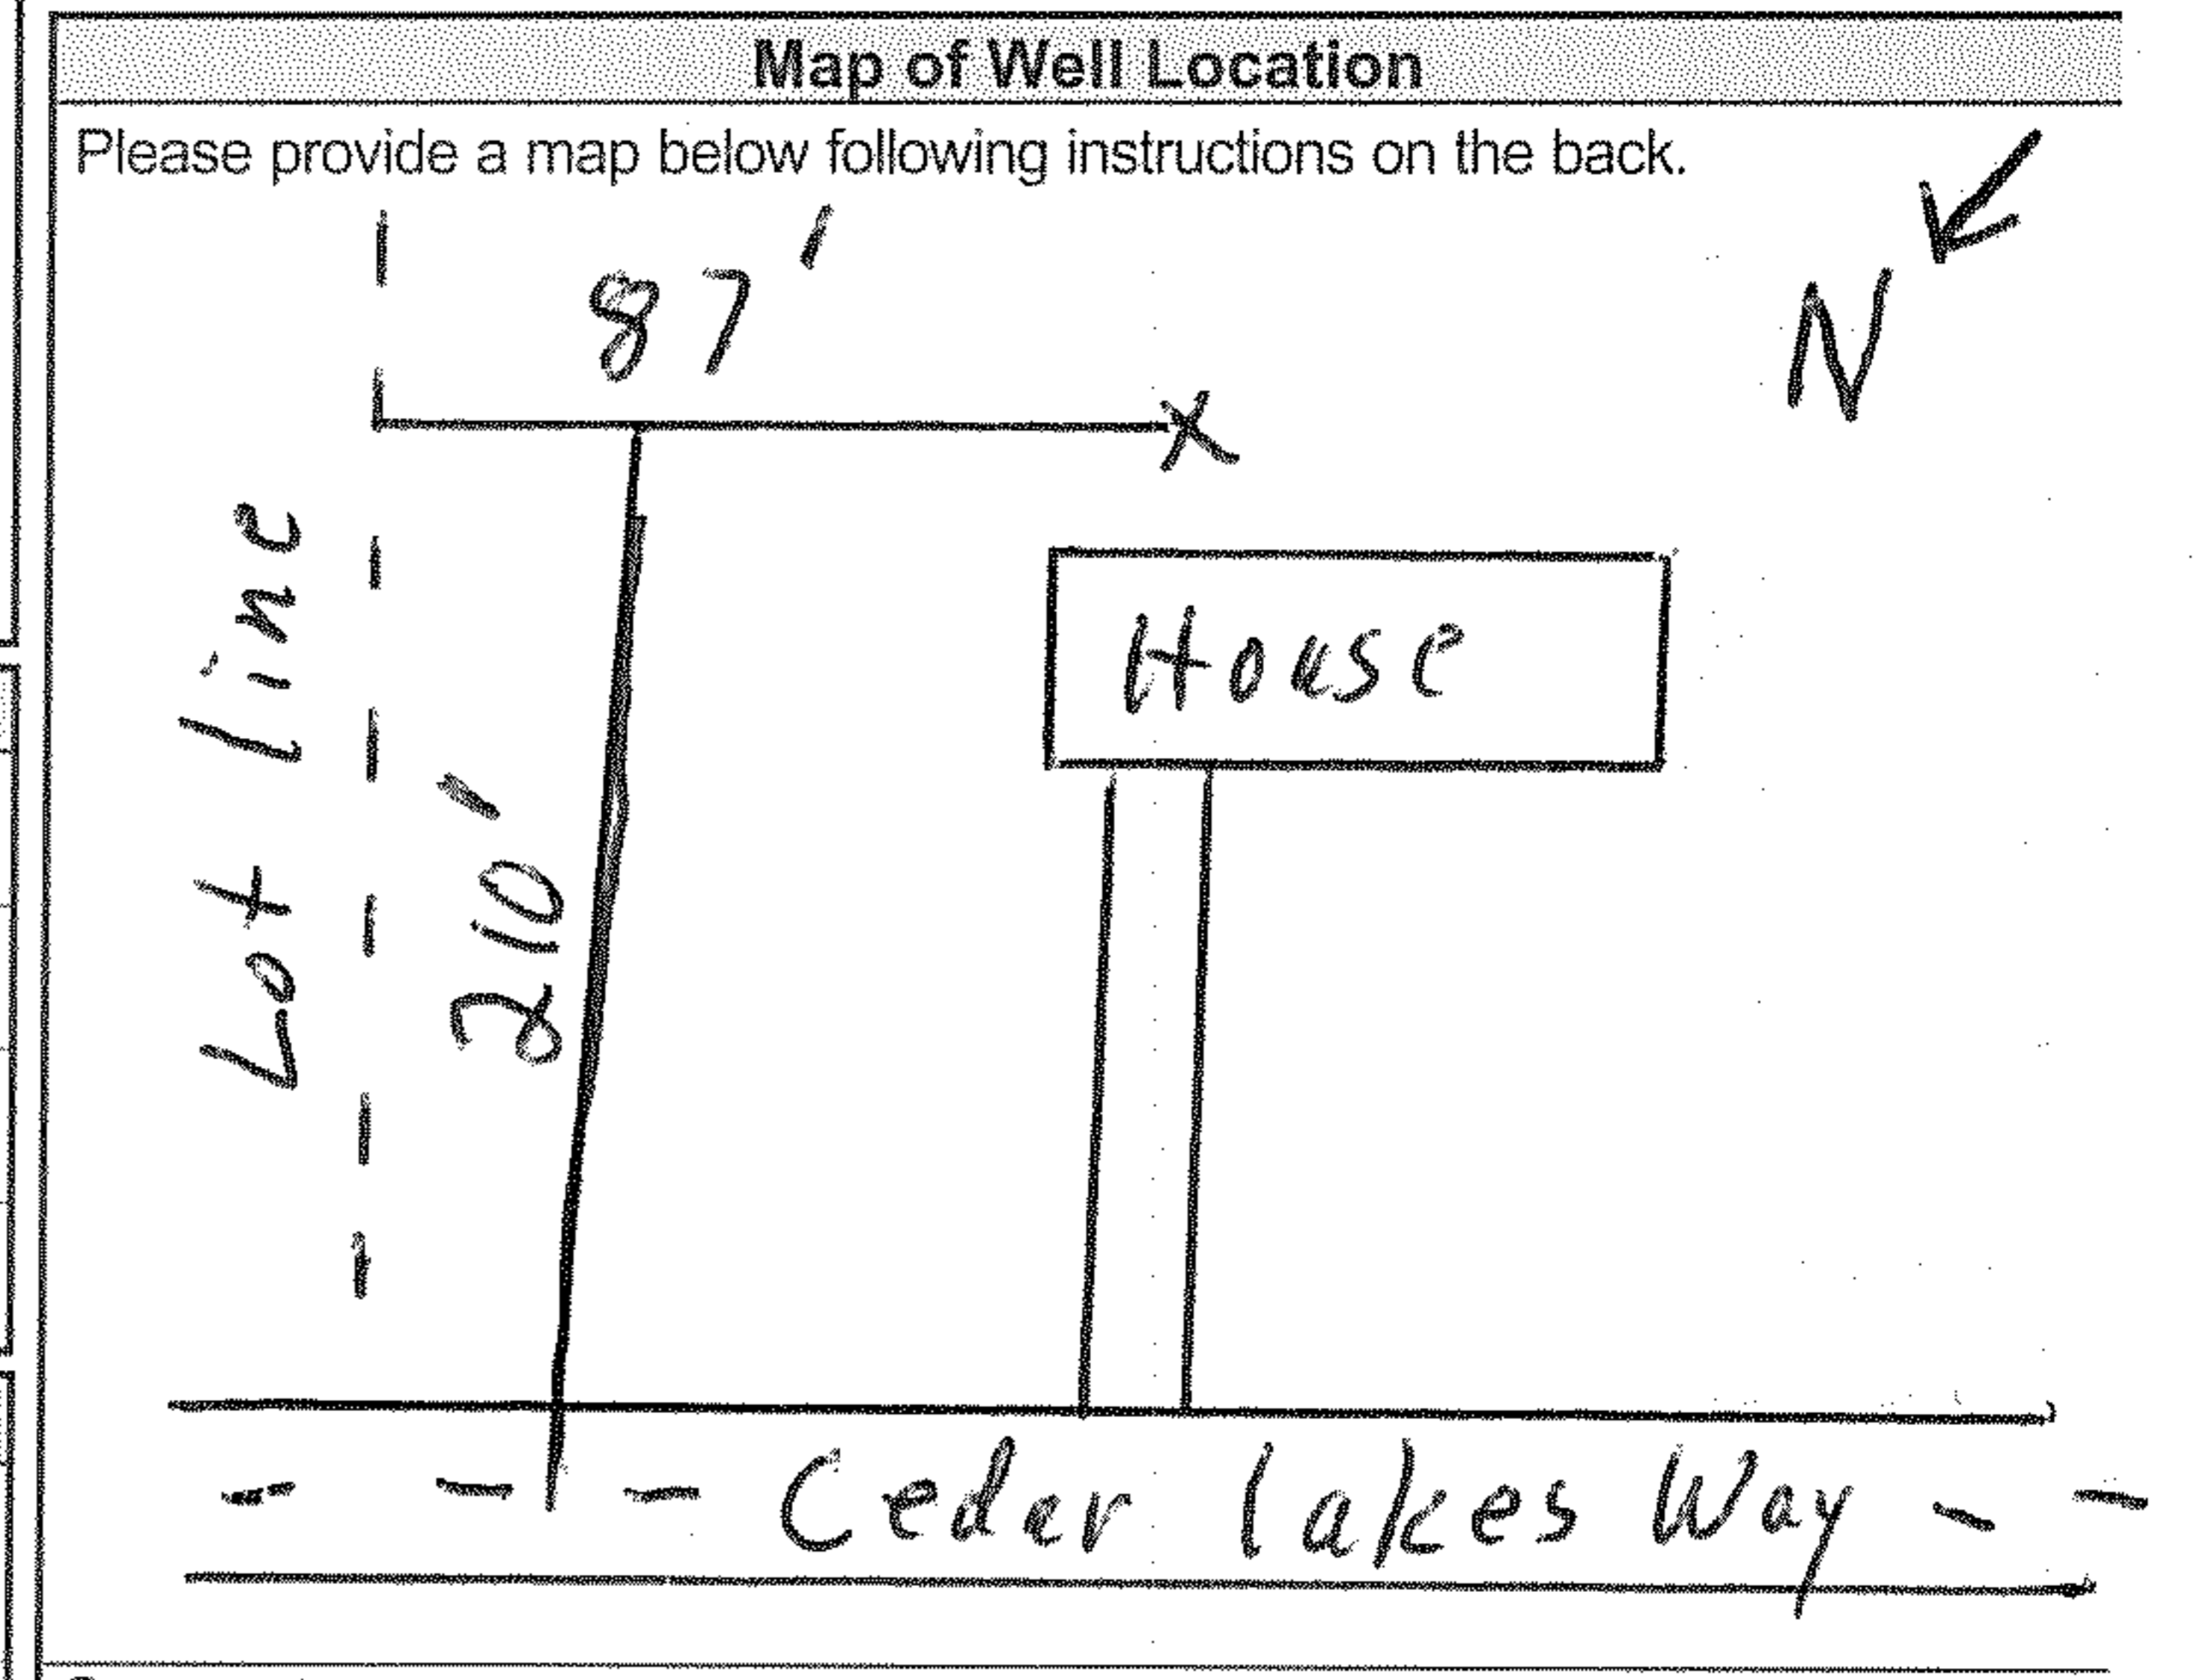 Map of Well Location
Please provide a map below following instructions on the back.
87'
N
Lot line
210'
House
Cedar lakes Way